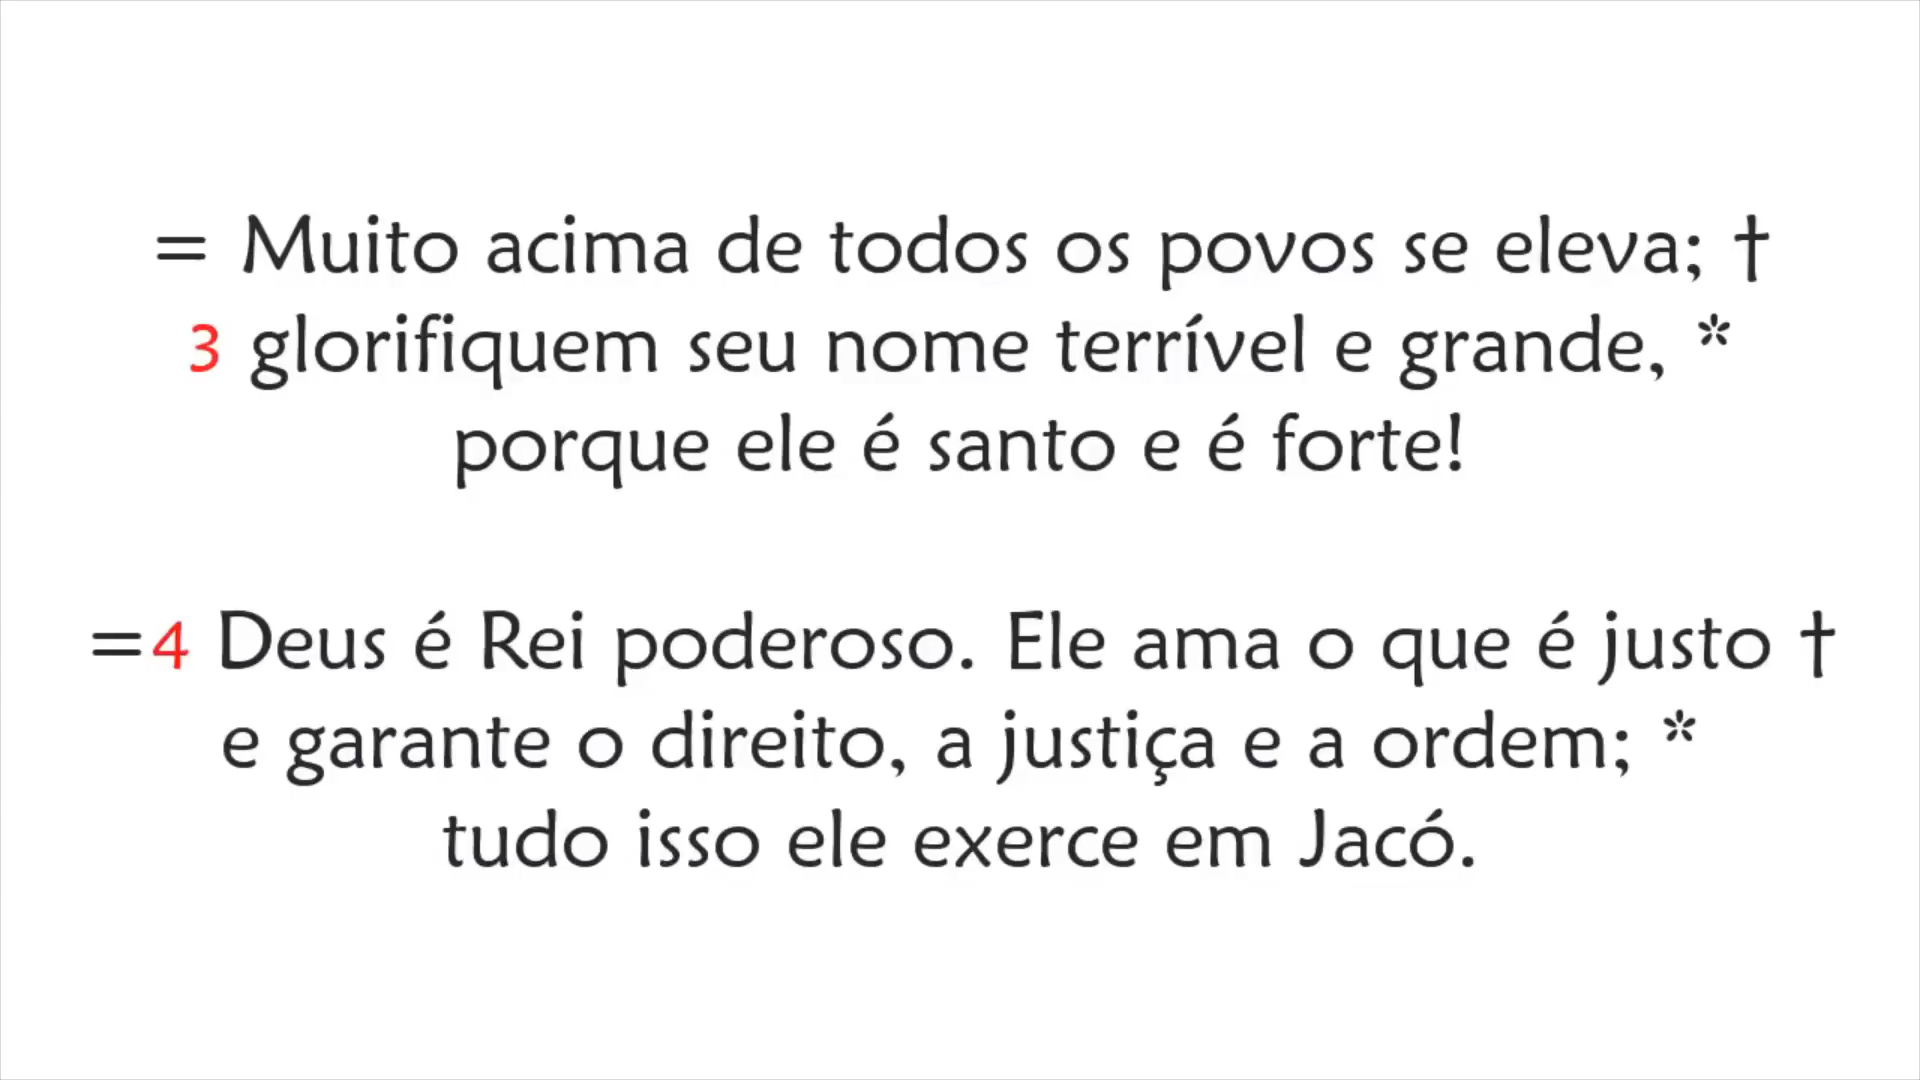 = Muito acima de todos os povos se eleva; †
3 glorifiquem seu nome terrível e grande, *
porque ele é santo e é forte!
=4 Deus é Rei poderoso. Ele ama o que é justo †
e garante o direito, a justiça e a ordem; *
tudo isso ele exerce em Jacó.